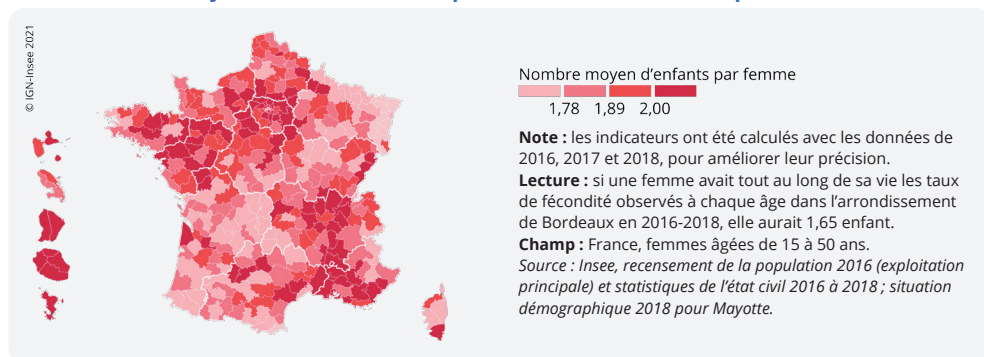 © IGN-Insee 2021
Nombre moyen d’enfants par femme
1,78 1,89 2,00
Note : les indicateurs ont été calculés avec les données de
2016, 2017 et 2018, pour améliorer leur précision.
Lecture : si une femme avait tout au long de sa vie les taux
de fécondité observés à chaque âge dans l’arrondissement
de Bordeaux en 2016-2018, elle aurait 1,65 enfant.
Champ : France, femmes âgées de 15 à 50 ans.
Source : Insee, recensement de la population 2016 (exploitation
principale) et statistiques de l’état civil 2016 à 2018 ; situation
démographique 2018 pour Mayotte.